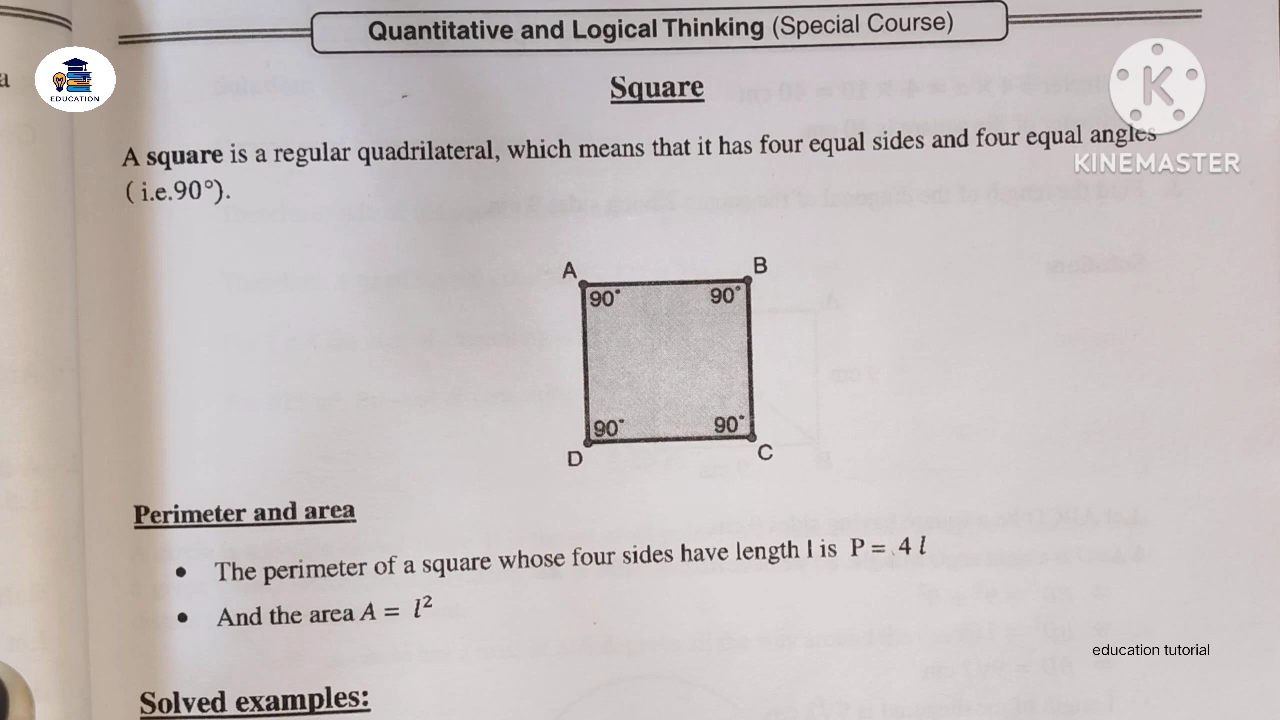 Quantitative and Logical Thinking (Special Course)
a
EDUCATION
Square
A square is a regular quadrilateral, which means that it has four equal sides and four equal angles
( i.e.90°).
KINEMASTER
A
B
90°
90°
90°
90°
D
C
Perimeter and area
• The perimeter of a square whose four sides have length l is P = 4 l
• And the area A = l²
education tutorial
Solved examples: